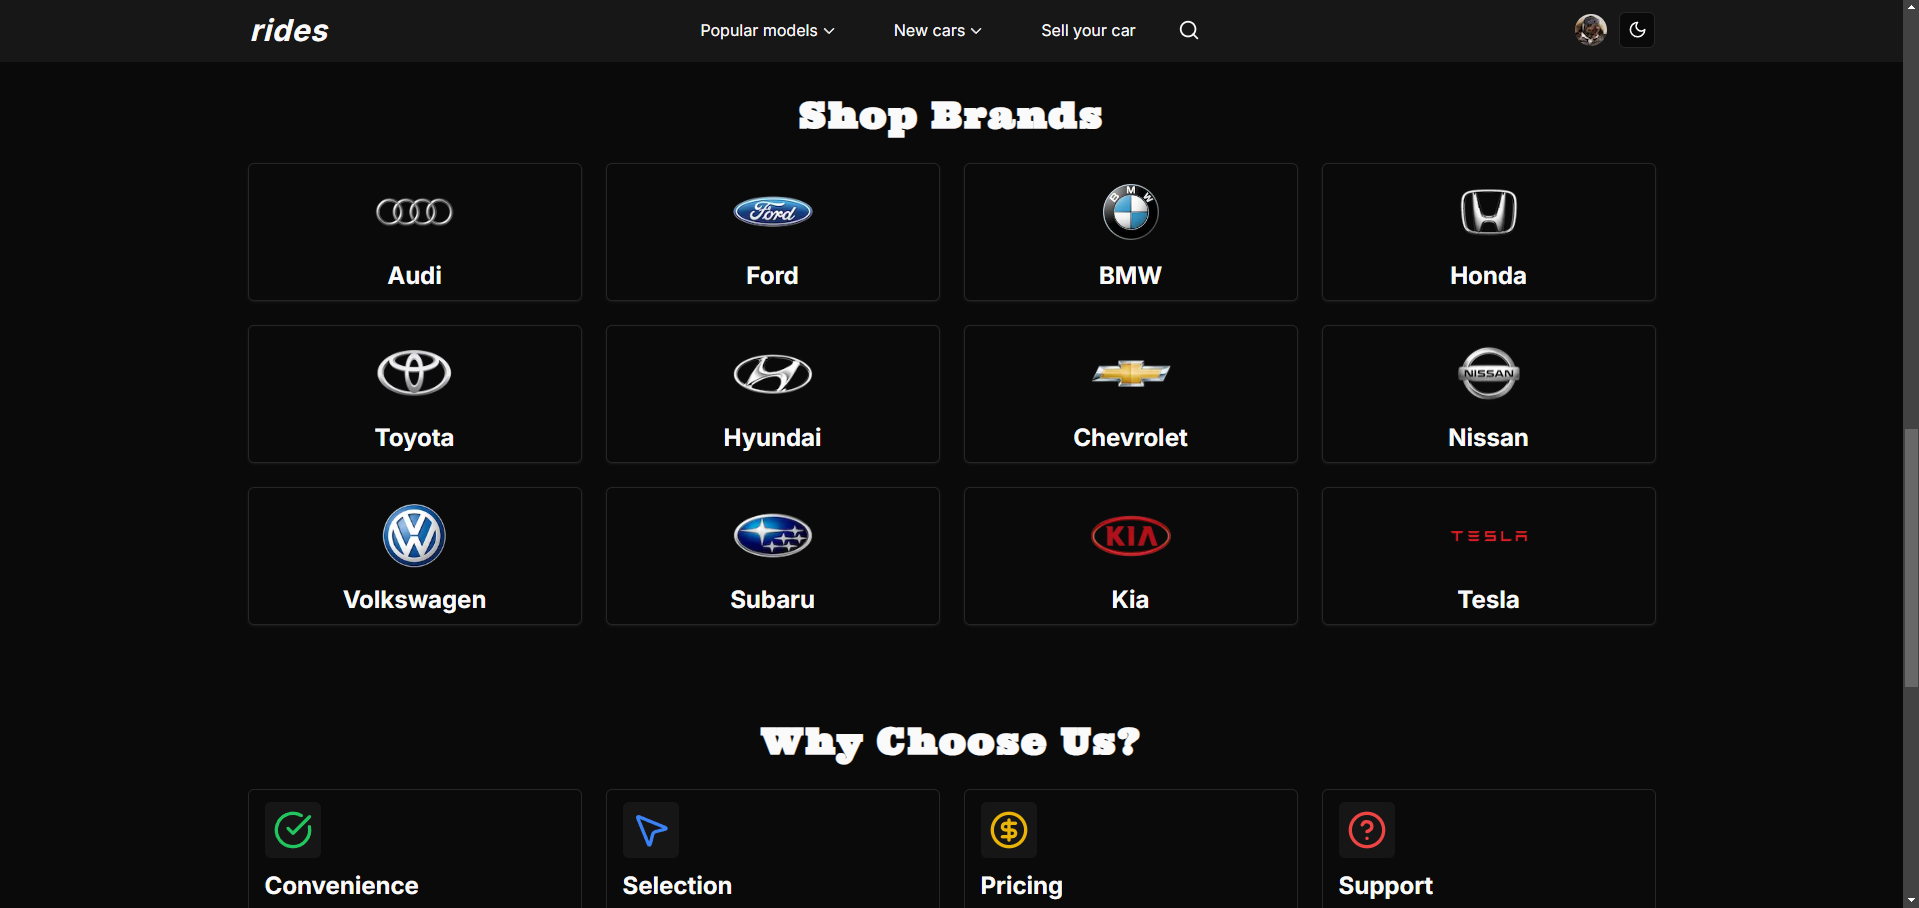 rides
Popular models
New cars
Sell your car
Shop Brands
Ford
BMW
Audi
Ford
BMW
Honda
NISSAN
Toyota
Hyundai
Chevrolet
Nissan
KIA
TESLA
Volkswagen
Subaru
Kia
Tesla
Why Choose Us?
Convenience
Selection
Pricing
Support